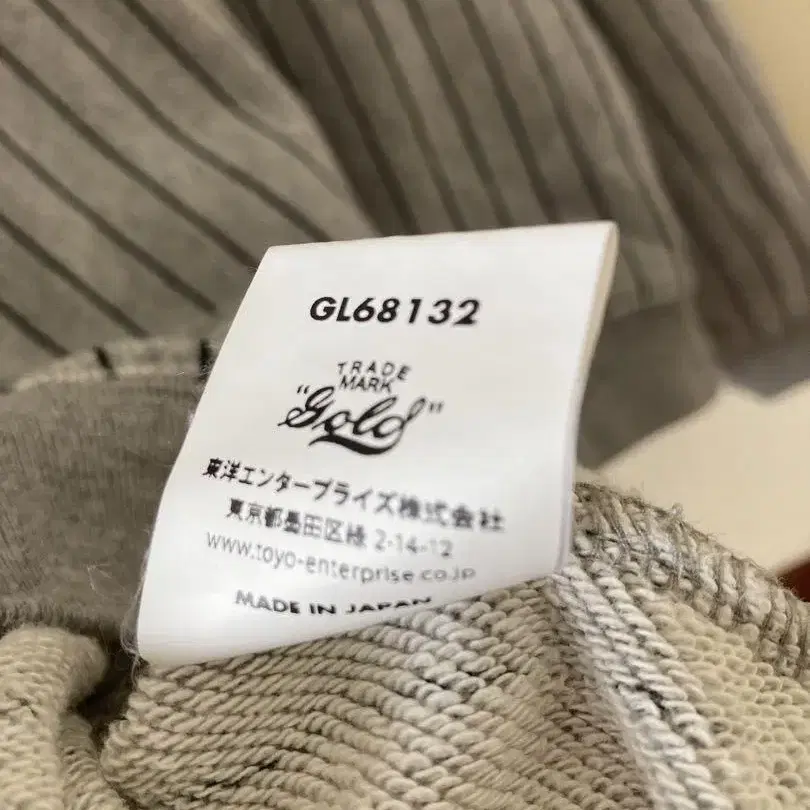 GL68132
TRADE
MARK
"Gold"
東洋エンタープライズ株式会社
東京都墨田区緑 2-14-12
www.toyo-enterprise.co.jp
MADE IN JAPAN